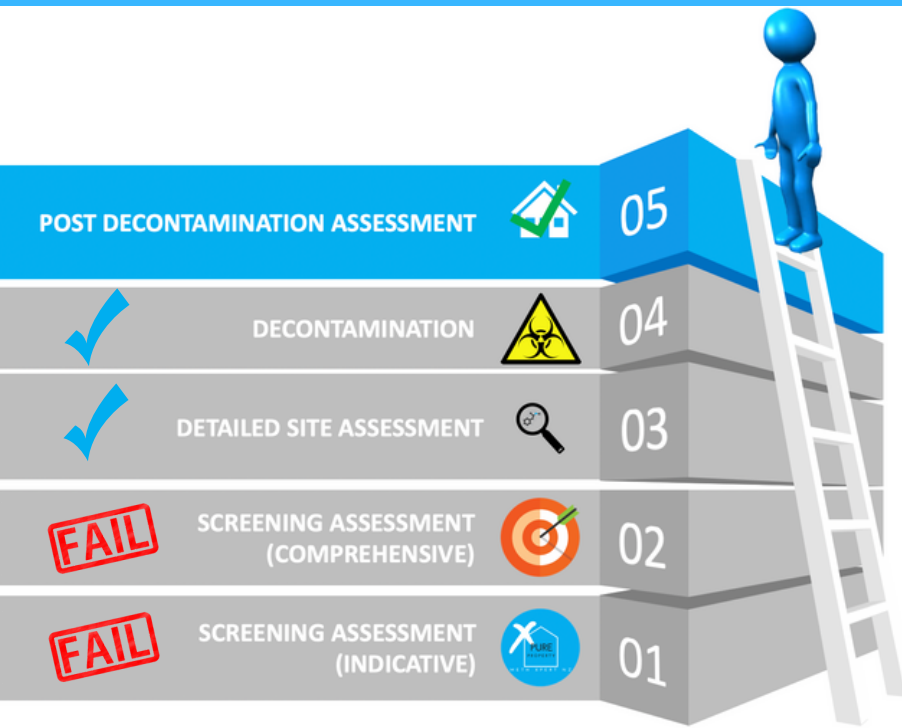 POST DECONTAMINATION ASSESSMENT
05
DECONTAMINATION
04
DETAILED SITE ASSESSMENT
03
FAIL
SCREENING ASSESSMENT
(COMPREHENSIVE)
02
FAIL
SCREENING ASSESSMENT
(INDICATIVE)
PURE
PROPERTY
01